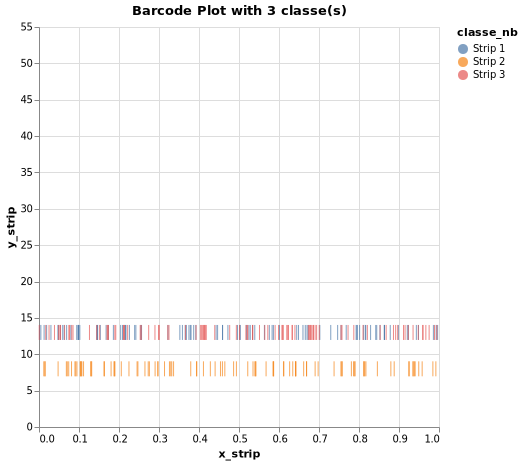 Barcode Plot with 3 classe(s)
classe_nb
Strip 1
Strip 2
Strip 3
y_strip
55
50
45
40
35
30
25
20
15
10
5
0
0.0 0.1 0.2 0.3 0.4 0.5 0.6 0.7 0.8 0.9 1.0
x_strip